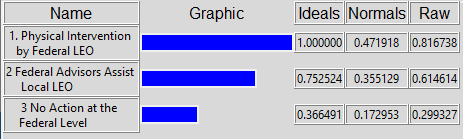 Name Graphic Ideals Normals Raw
1. Physical Intervention
by Federal LEO 1.000000 0.471918 0.816738
2 Federal Advisors Assist
Local LEO 0.752524 0.355129 0.614614
3 No Action at the
Federal Level 0.366491 0.172953 0.299327